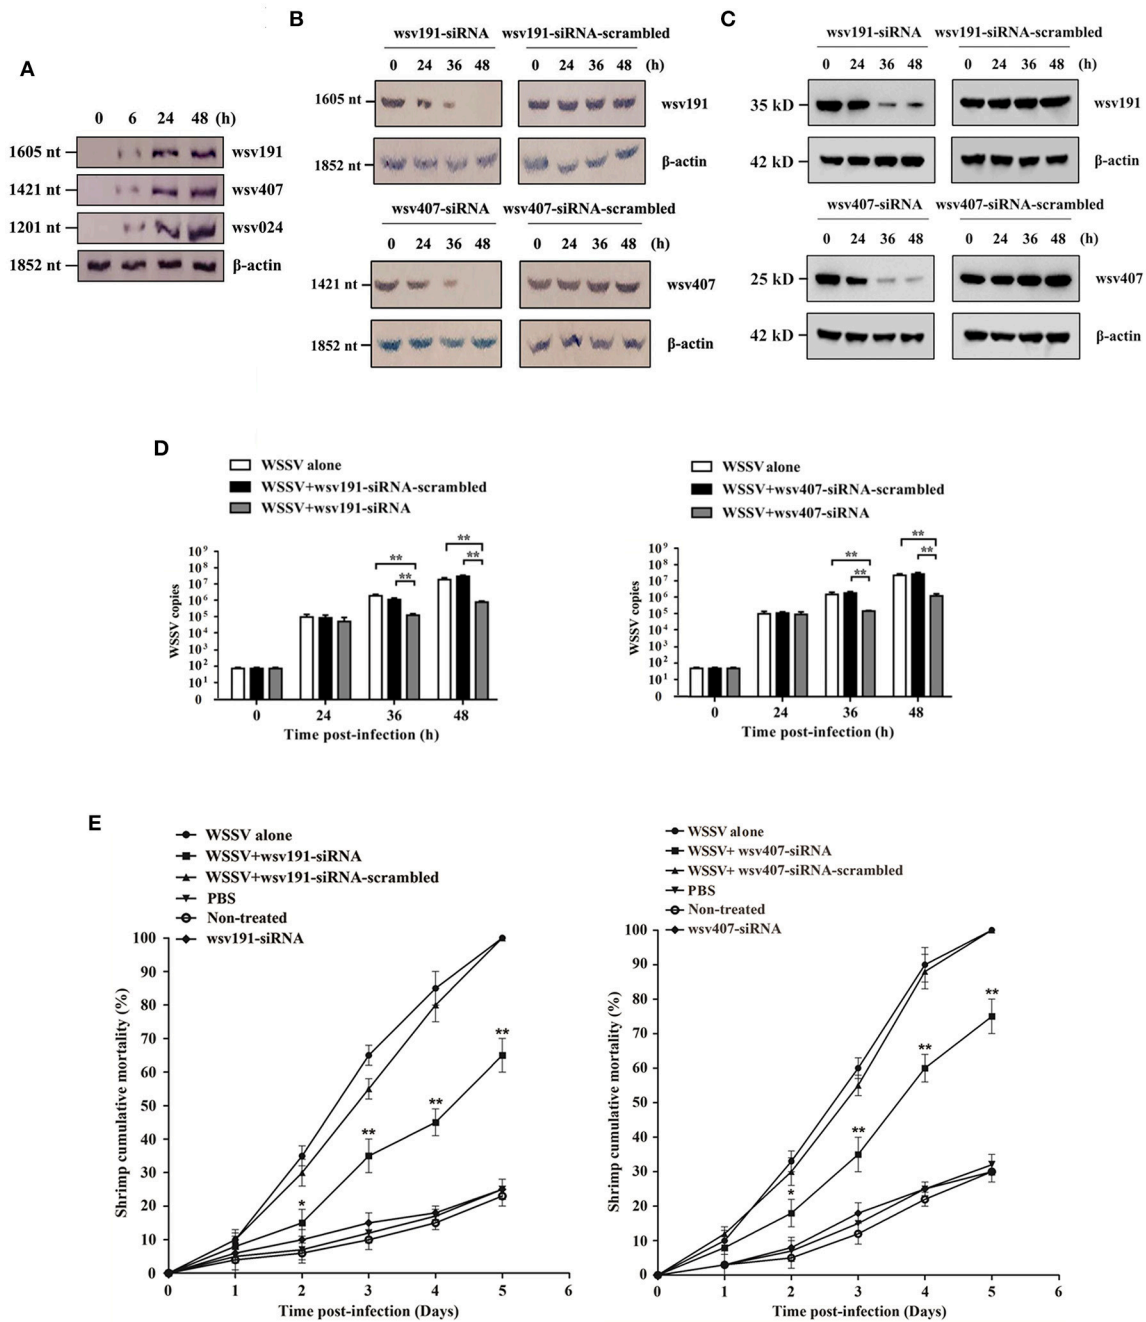 A
0 6 24 48 (h)
1605 nt wsv191
1421 nt wsv407
1201 nt wsv024
1852 nt β-actin
B
wsv191-siRNA wsv191-siRNA-scrambled
0 24 36 48 0 24 36 48 (h)
1605 nt wsv191
1852 nt β-actin
wsv407-siRNA wsv407-siRNA-scrambled
0 24 36 48 0 24 36 48 (h)
1421 nt wsv407
1852 nt β-actin
C
wsv191-siRNA wsv191-siRNA-scrambled
0 24 36 48 0 24 36 48 (h)
35 kD wsv191
42 kD β-actin
wsv407-siRNA wsv407-siRNA-scrambled
0 24 36 48 0 24 36 48 (h)
25 kD wsv407
42 kD β-actin
D
WSSV alone
WSSV+wsv191-siRNA-scrambled
WSSV+wsv191-siRNA
WSSV copies
10⁹
10⁸
10⁷
10⁶
10⁵
10⁴
10³
10²
10¹
0
** ** ** **
0 24 36 48
Time post-infection (h)
WSSV alone
WSSV+wsv407-siRNA-scrambled
WSSV+wsv407-siRNA
WSSV copies
10⁹
10⁸
10⁷
10⁶
10⁵
10⁴
10³
10²
10¹
0
** ** ** **
0 24 36 48
Time post-infection (h)
E
WSSV alone
WSSV+wsv191-siRNA
WSSV+wsv191-siRNA-scrambled
PBS
Non-treated
wsv191-siRNA
Shrimp cumulative mortality (%)
100
90
80
70
60
50
40
30
20
10
0
* ** ** **
0 1 2 3 4 5 6
Time post-infection (Days)
WSSV alone
WSSV+ wsv407-siRNA
WSSV+ wsv407-siRNA-scrambled
PBS
Non-treated
wsv407-siRNA
Shrimp cumulative mortality (%)
100
90
80
70
60
50
40
30
20
10
0
* ** ** **
0 1 2 3 4 5 6
Time post-infection (Days)